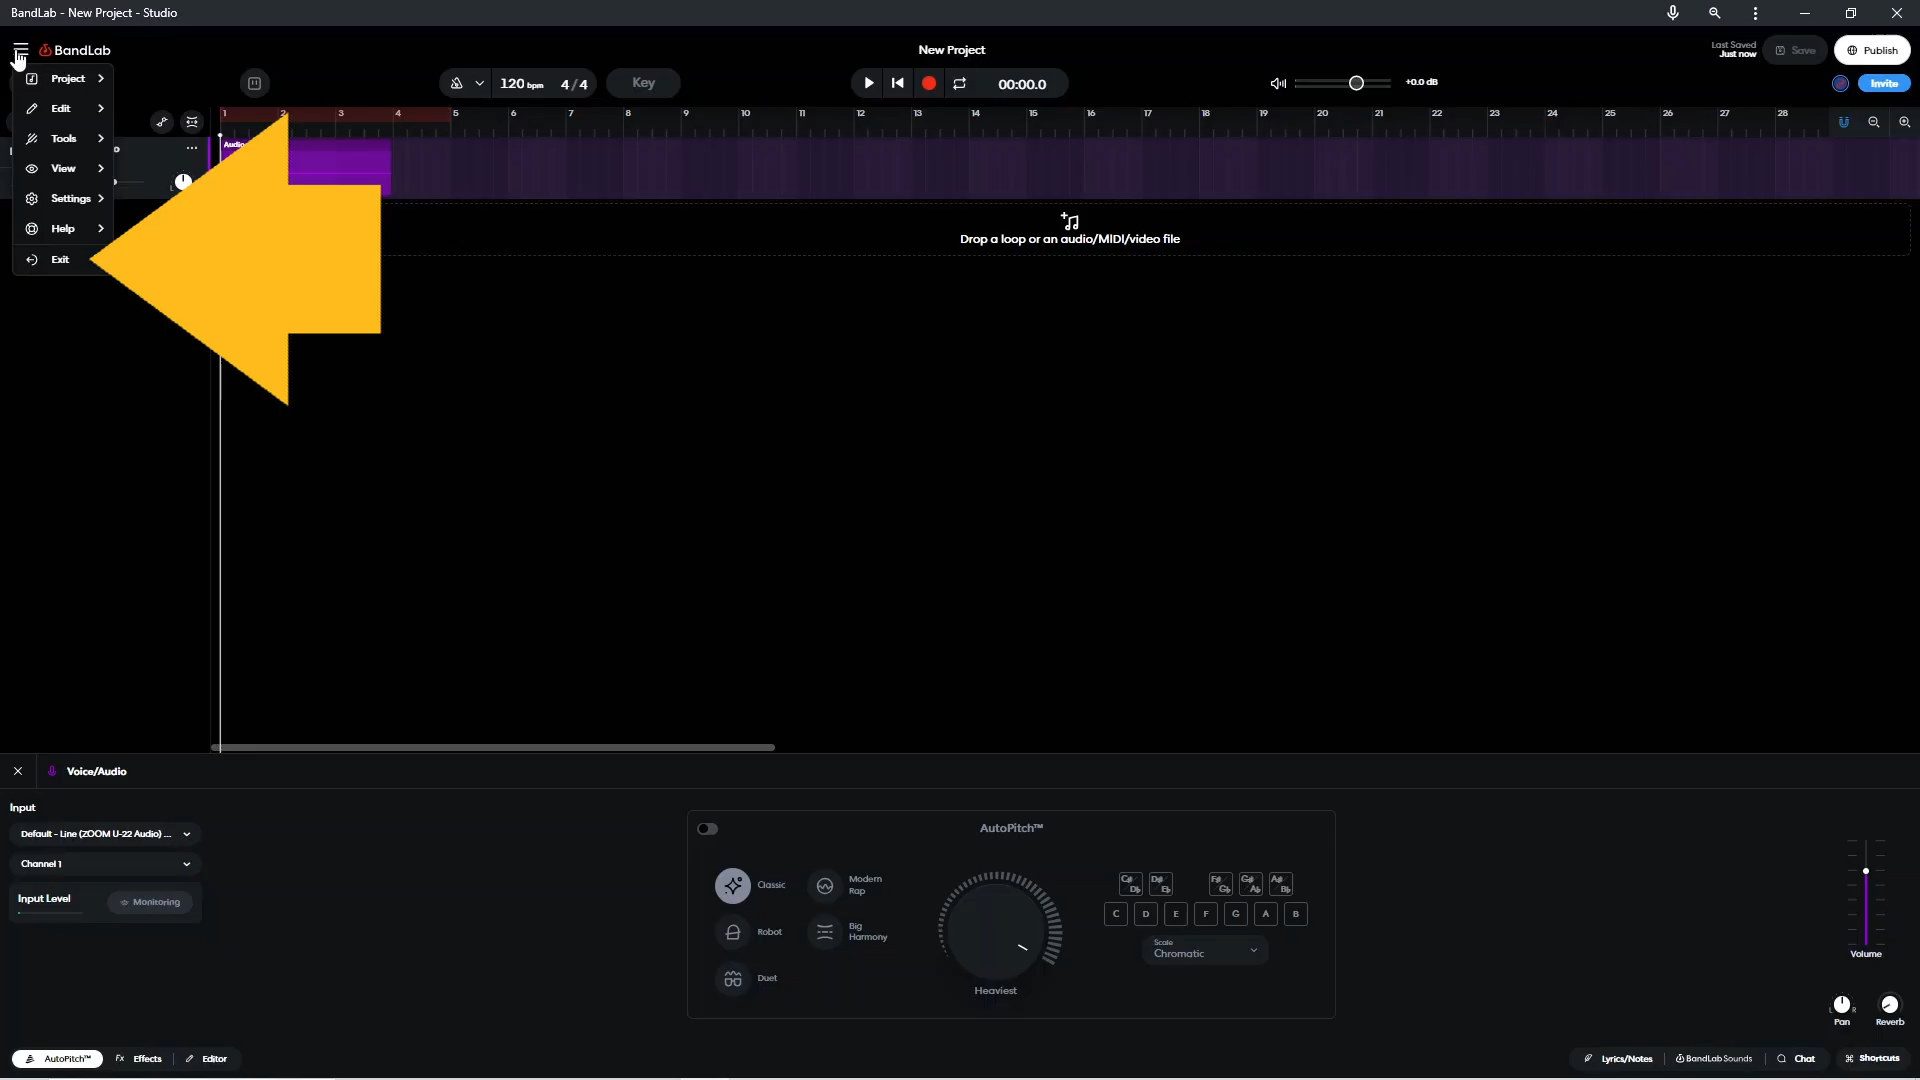 BandLab - New Project - Studio
BandLab
New Project
Last Saved
Just now
Save
Publish
Project
120 bpm
4/4
Key
00:00.0
+0.0 dB
Invite
Edit
1 2 3 4 5 6 7 8 9 10 11 12 13 14 15 16 17 18 19 20 21 22 23 24 25 26 27 28
Tools
Audio
View
L
Settings
Help
Drop a loop or an audio/MIDI/video file
Exit
Voice/Audio
Input
Default - Line (ZOOM U-22 Audio) ...
Channel 1
Input Level
Monitoring
AutoPitch™
Classic
Modern
Rap
Robot
Big
Harmony
Duet
Heaviest
C# D♭ D# E♭ F# G♭ G# A♭ A# B♭
C D E F G A B
Scale
Chromatic
Volume
L R
Pan
Reverb
AutoPitch™
Fx Effects
Editor
Lyrics/Notes
BandLab Sounds
Chat
Shortcuts